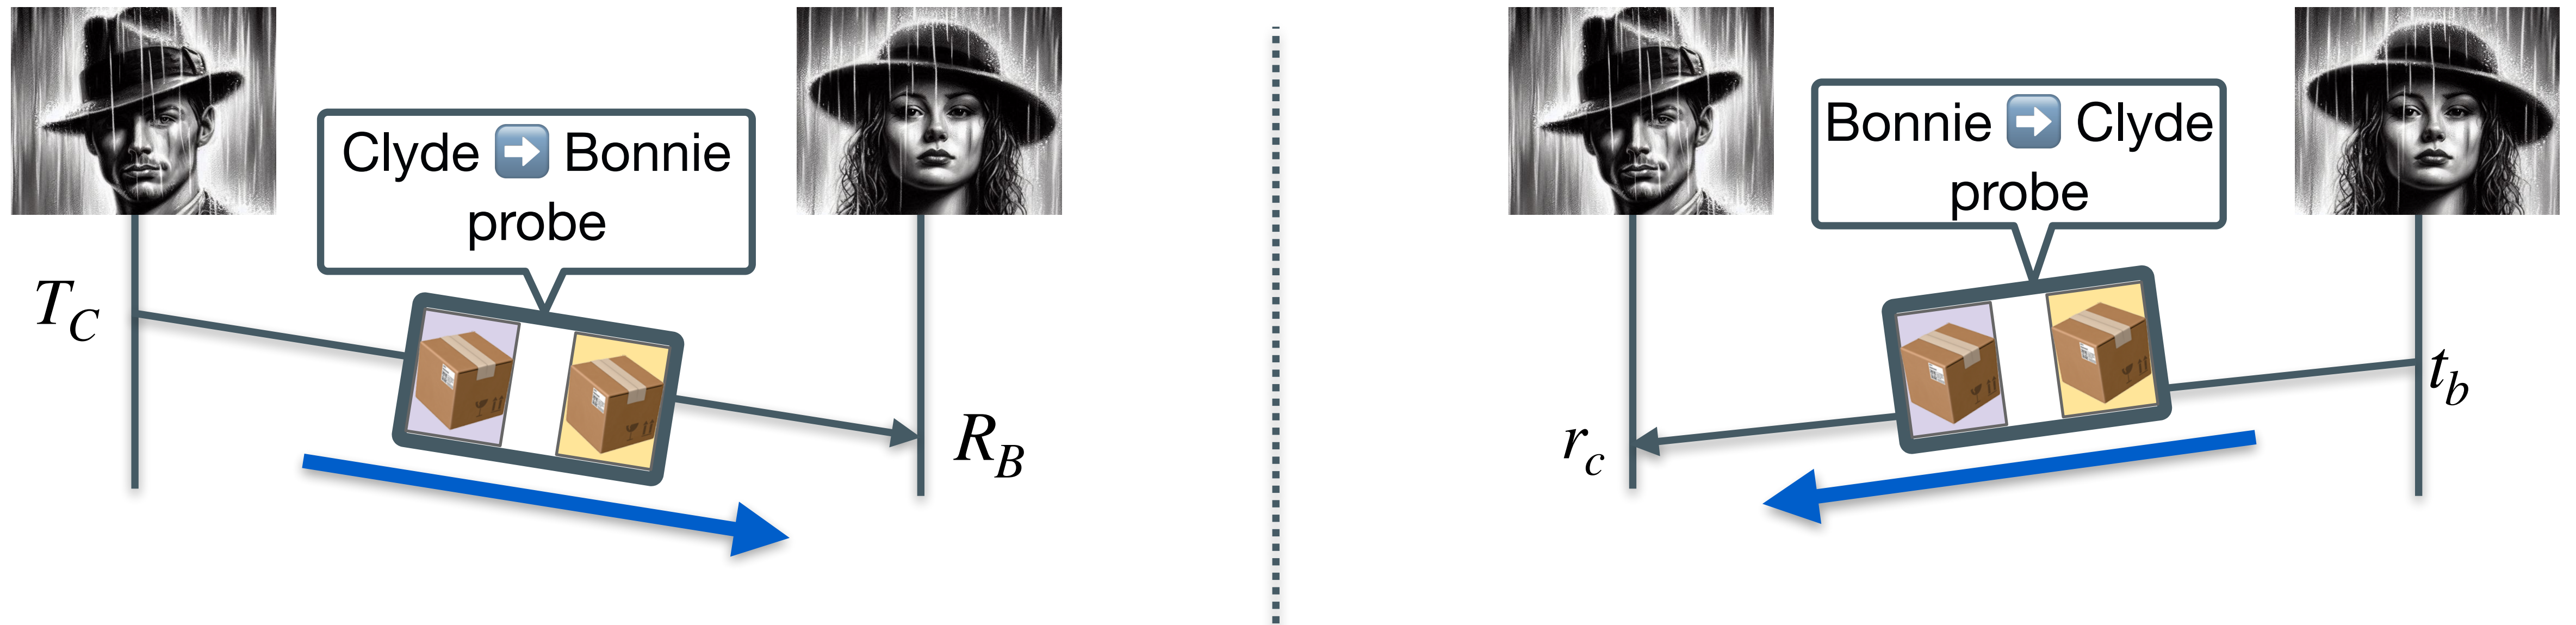 Clyde ➡️ Bonnie
probe
T_C
R_B
Bonnie ➡️ Clyde
probe
t_b
r_c